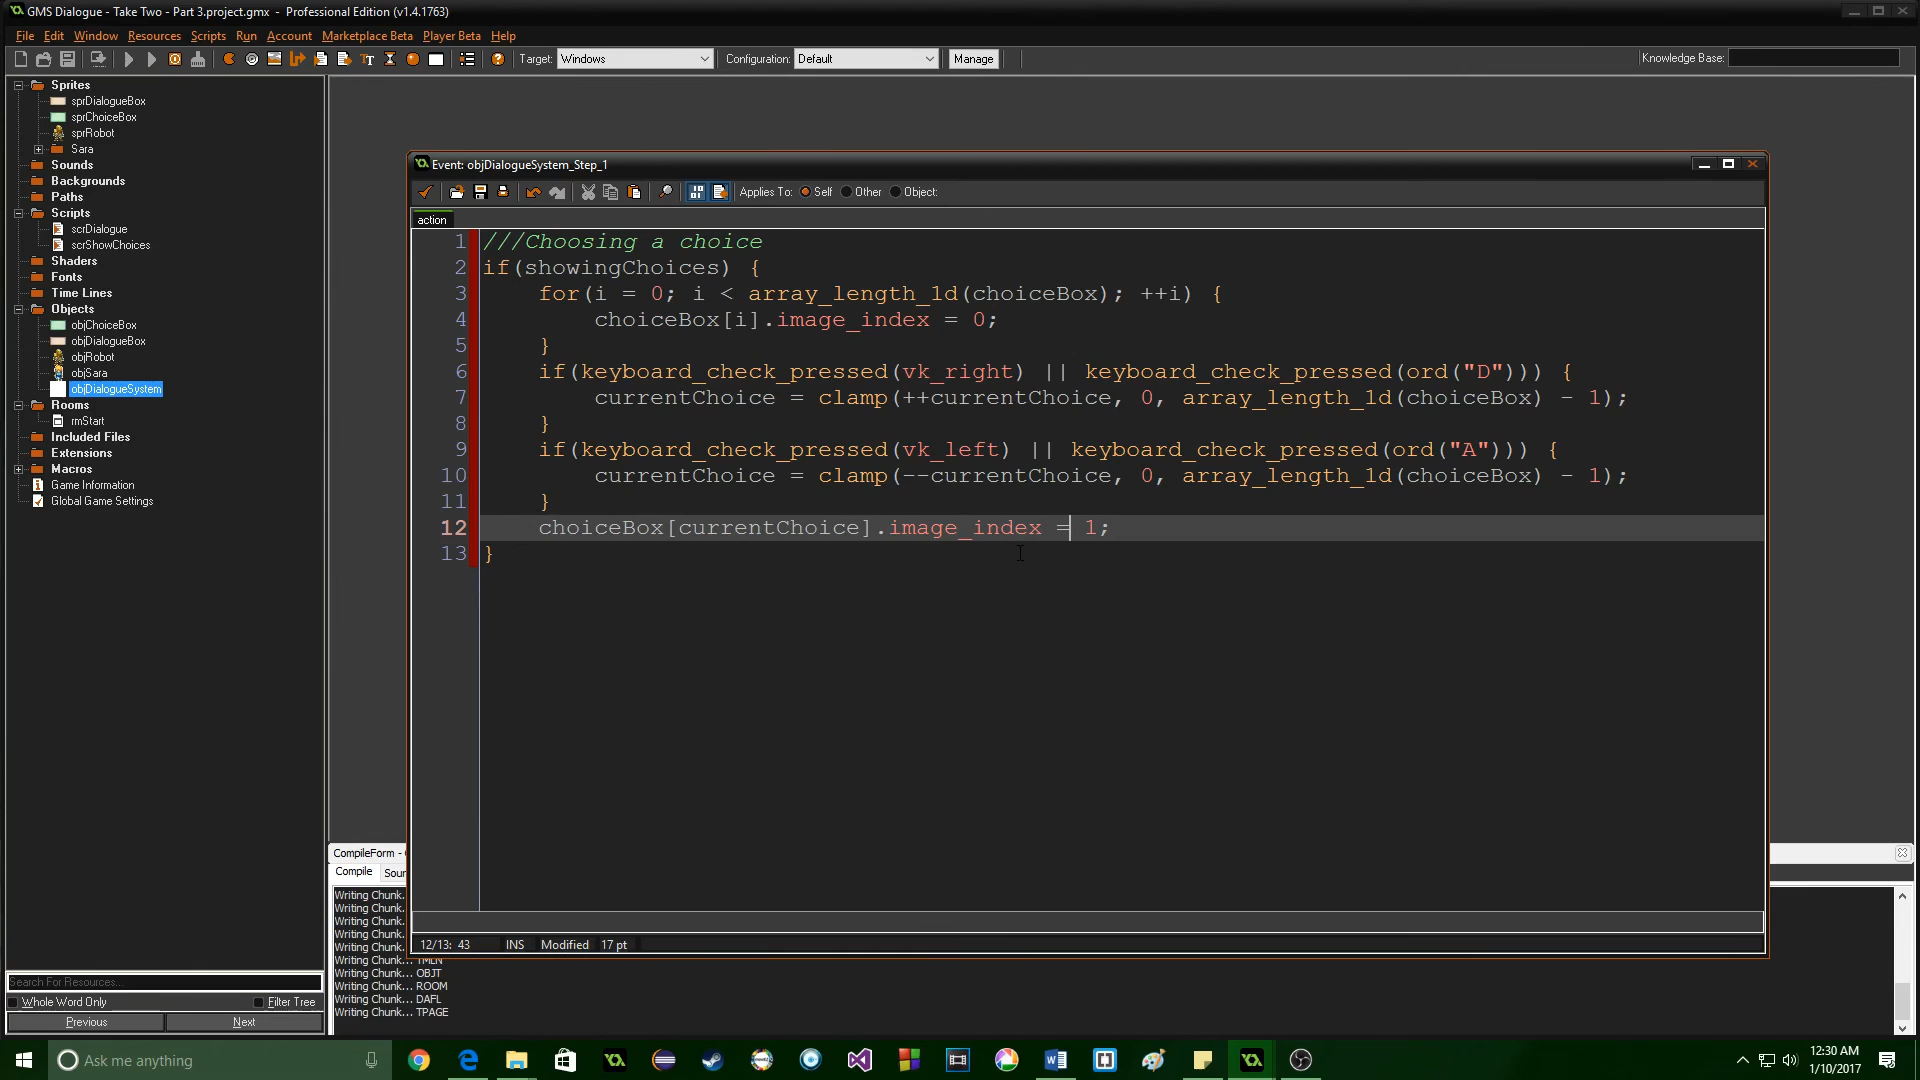 GMS Dialogue - Take Two - Part 3.project.gmx - Professional Edition (v1.4.1763)
File Edit Window Resources Scripts Run Account Marketplace Beta Player Beta Help
Target: Windows Configuration: Default Manage Knowledge Base:
Sprites
sprDialogueBox
sprChoiceBox
sprRobot
Sara
Sounds
Backgrounds
Paths
Scripts
scrDialogue
scrShowChoices
Shaders
Fonts
Time Lines
Objects
objChoiceBox
objDialogueBox
objRobot
objSara
objDialogueSystem
Rooms
rmStart
Included Files
Extensions
Macros
Game Information
Global Game Settings
Search For Resources...
Whole Word Only Filter Tree
Previous Next
Event: objDialogueSystem_Step_1
Applies To: Self Other Object:
action
1 ///Choosing a choice
2 if(showingChoices) {
3 for(i = 0; i < array_length_1d(choiceBox); ++i) {
4 choiceBox[i].image_index = 0;
5 }
6 if(keyboard_check_pressed(vk_right) || keyboard_check_pressed(ord("D"))) {
7 currentChoice = clamp(++currentChoice, 0, array_length_1d(choiceBox) - 1);
8 }
9 if(keyboard_check_pressed(vk_left) || keyboard_check_pressed(ord("A"))) {
10 currentChoice = clamp(--currentChoice, 0, array_length_1d(choiceBox) - 1);
11 }
12 choiceBox[currentChoice].image_index = 1;
13 }
12/13: 43 INS Modified 17 pt
CompileForm -
Compile Sour
Writing Chunk.
Writing Chunk.
Writing Chunk.
Writing Chunk.
Writing Chunk.
Writing Chunk... TMLN
Writing Chunk... OBJT
Writing Chunk... ROOM
Writing Chunk... DAFL
Writing Chunk... TPAGE
Ask me anything
12:30 AM
1/10/2017